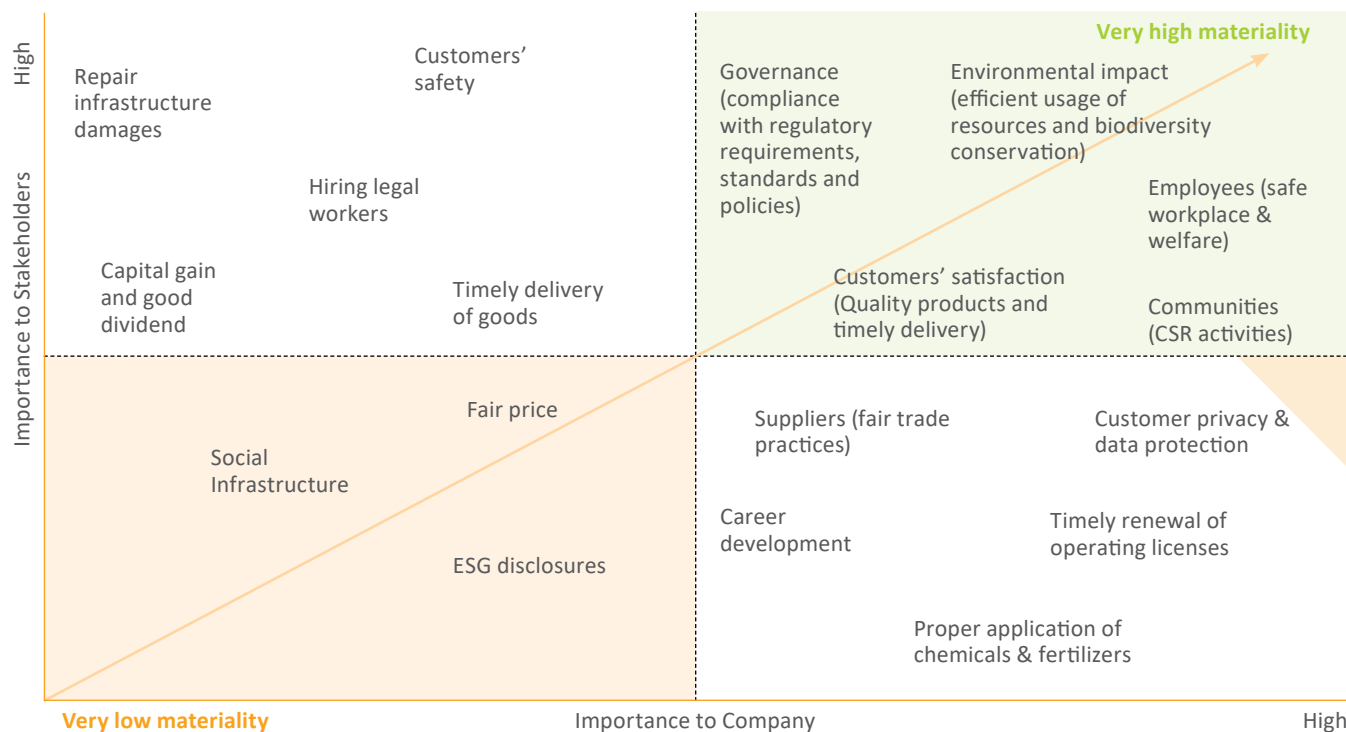 Very high materiality
High
Importance to Stakeholders
Repair
infrastructure
damages
Customers’
safety
Hiring legal
workers
Capital gain
and good
dividend
Timely delivery
of goods
Governance
(compliance
with regulatory
requirements,
standards and
policies)
Environmental impact
(efficient usage of
resources and biodiversity
conservation)
Employees (safe
workplace &
welfare)
Customers’ satisfaction
(Quality products and
timely delivery)
Communities
(CSR activities)
Fair price
Social
Infrastructure
ESG disclosures
Suppliers (fair trade
practices)
Customer privacy &
data protection
Career
development
Timely renewal of
operating licenses
Proper application of
chemicals & fertilizers
Very low materiality
Importance to Company
High